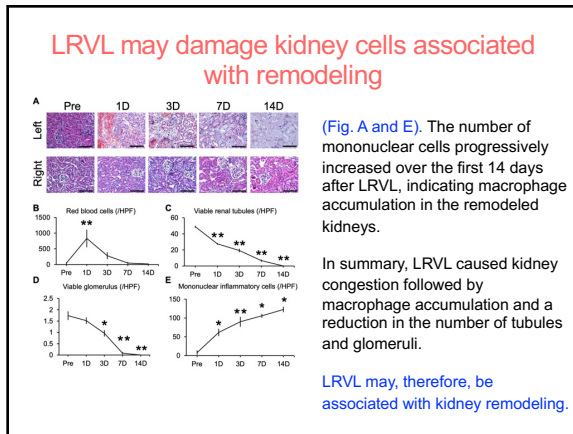 LRVL may damage kidney cells associated
with remodeling
A
Pre 1D 3D 7D 14D
Left
Right
B Red blood cells (/HPF)
1500
1000
500
0
**
Pre 1D 3D 7D 14D
C Viable renal tubules (/HPF)
60
40
20
0
** ** ** **
Pre 1D 3D 7D 14D
D Viable glomerulus (/HPF)
2
1.5
1
0.5
0
* ** **
Pre 1D 3D 7D 14D
E Mononuclear inflammatory cells (/HPF)
150
100
50
0
* ** * *
Pre 1D 3D 7D 14D
(Fig. A and E). The number of
mononuclear cells progressively
increased over the first 14 days
after LRVL, indicating macrophage
accumulation in the remodeled
kidneys.
In summary, LRVL caused kidney
congestion followed by
macrophage accumulation and a
reduction in the number of tubules
and glomeruli.
LRVL may, therefore, be
associated with kidney remodeling.